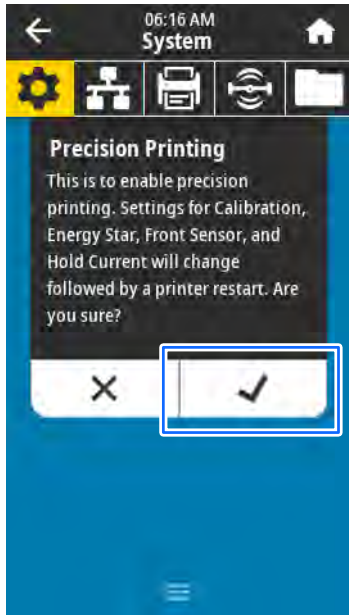 06:16 AM
System
Precision Printing
This is to enable precision
printing. Settings for Calibration,
Energy Star, Front Sensor, and
Hold Current will change
followed by a printer restart. Are
you sure?